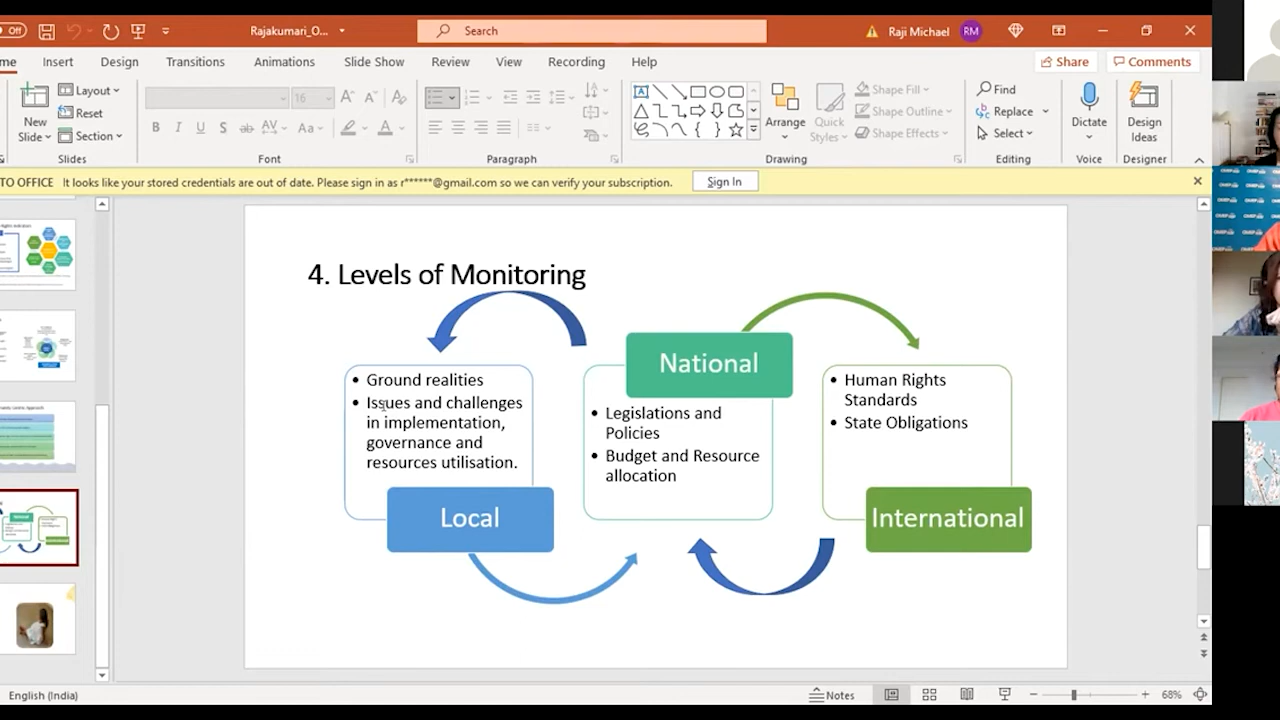 Off
Rajakumari_O...
Search
Raji Michael
RM
me
Insert
Design
Transitions
Animations
Slide Show
Review
View
Recording
Help
Share
Comments
New
Slide
Layout
Reset
Section
Slides
16
Font
Paragraph
Arrange
Quick
Styles
Shape Fill
Shape Outline
Shape Effects
Drawing
Find
Replace
Select
Editing
Dictate
Voice
Design
Ideas
Designer
TO OFFICE It looks like your stored credentials are out of date. Please sign in as r******@gmail.com so we can verify your subscription.
Sign In
4. Levels of Monitoring
• Ground realities
• Issues and challenges
in implementation,
governance and
resources utilisation.
Local
National
• Legislations and
Policies
• Budget and Resource
allocation
• Human Rights
Standards
• State Obligations
International
English (India)
Notes
68%